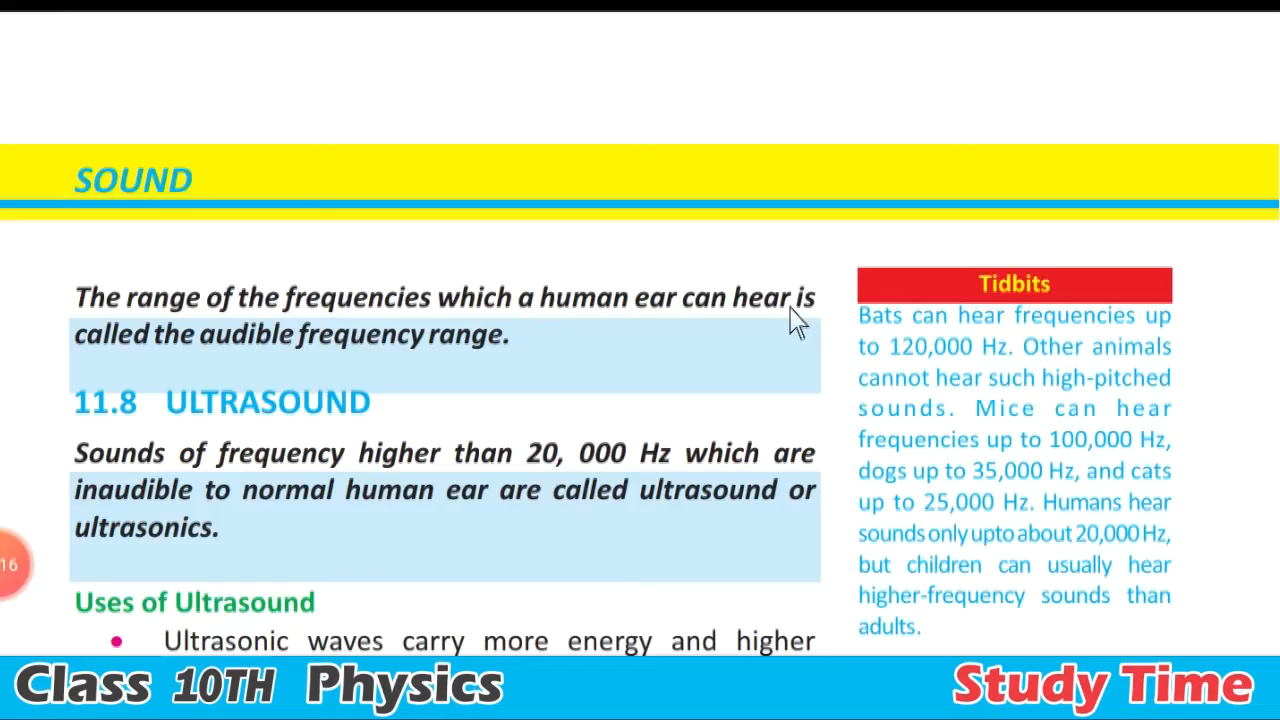 SOUND
The range of the frequencies which a human ear can hear is
called the audible frequency range.
11.8 ULTRASOUND
Sounds of frequency higher than 20, 000 Hz which are
inaudible to normal human ear are called ultrasound or
ultrasonics.
Uses of Ultrasound
• Ultrasonic waves carry more energy and higher
Tidbits
Bats can hear frequencies up
to 120,000 Hz. Other animals
cannot hear such high-pitched
sounds. Mice can hear
frequencies up to 100,000 Hz,
dogs up to 35,000 Hz, and cats
up to 25,000 Hz. Humans hear
sounds only upto about 20,000 Hz,
but children can usually hear
higher-frequency sounds than
adults.
16
Class 10TH Physics
Study Time